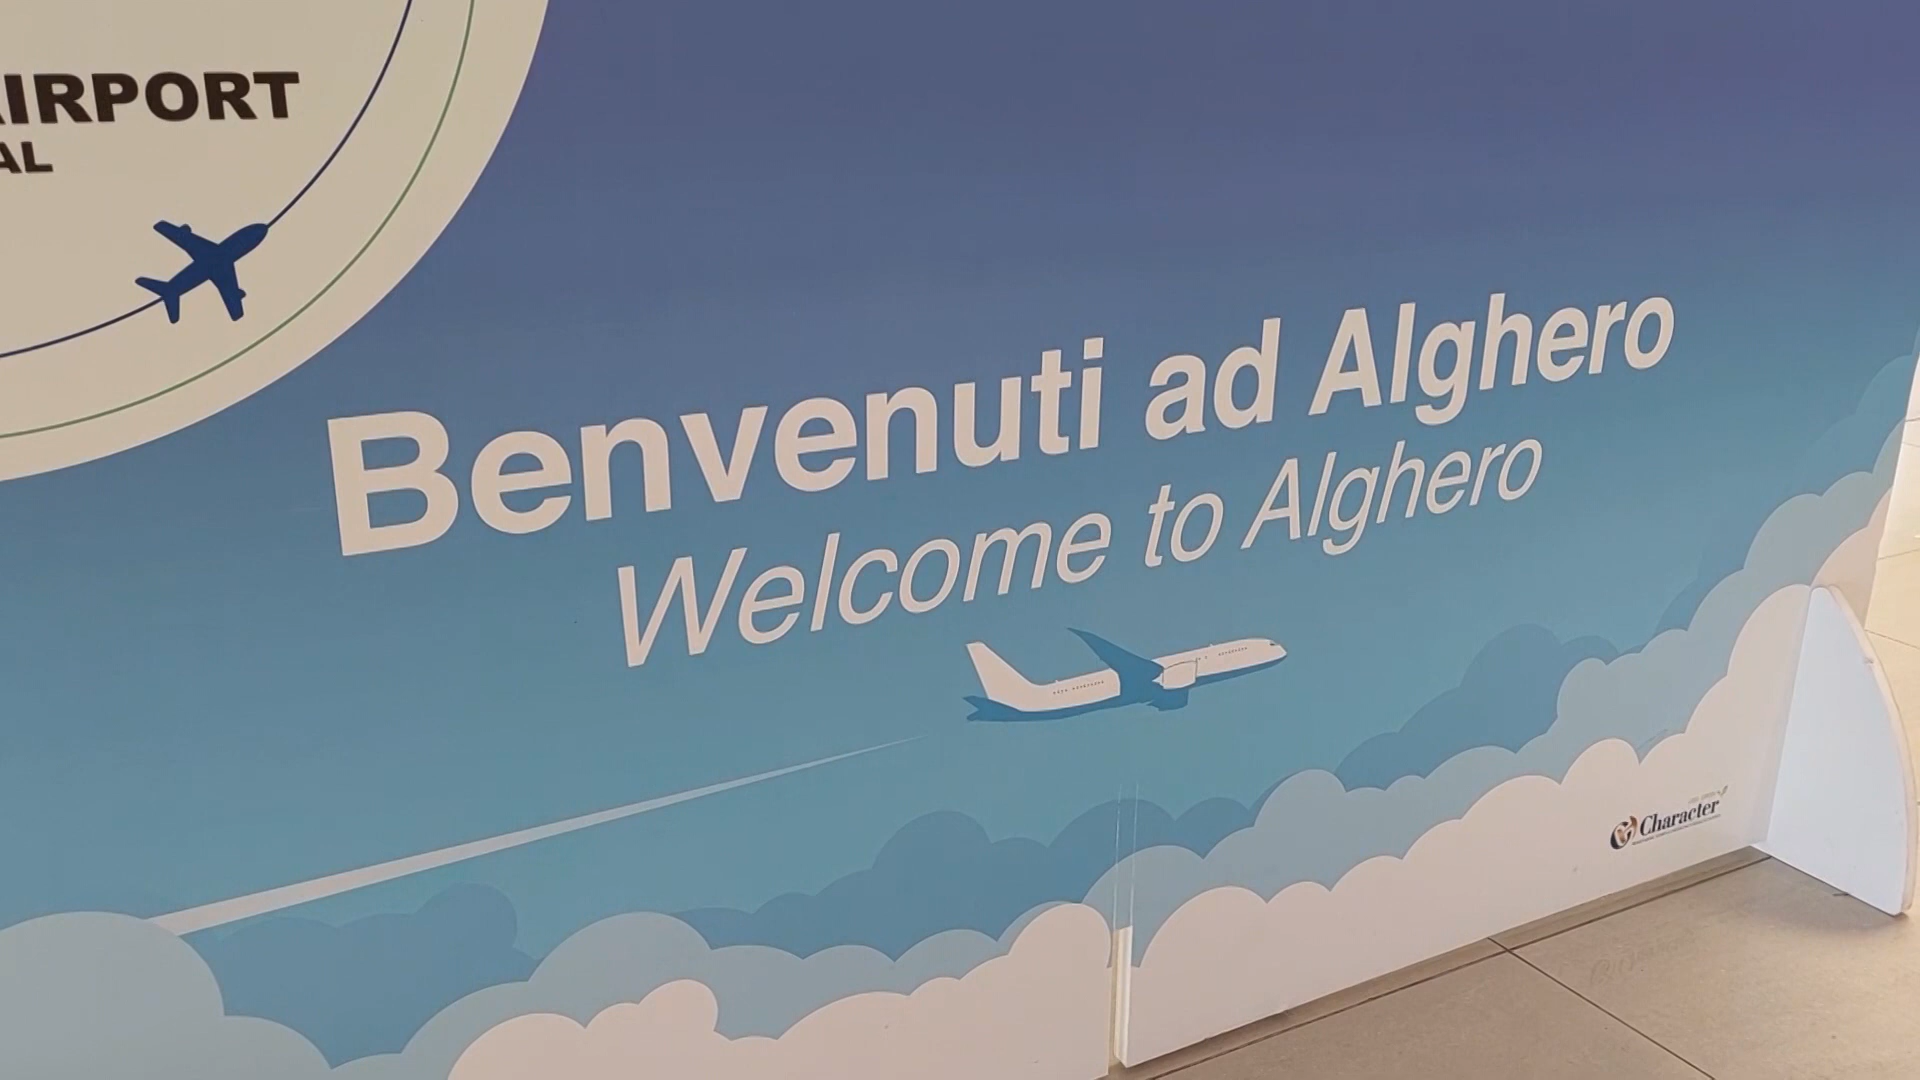 AIRPORT
AL
Benvenuti ad Alghero
Welcome to Alghero
Character